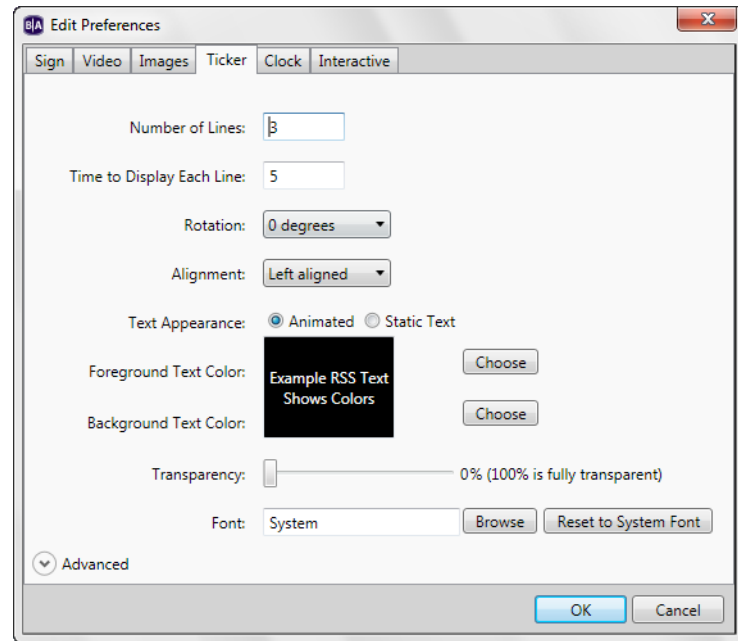 B|A Edit Preferences
Sign Video Images Ticker Clock Interactive
Number of Lines: 3
Time to Display Each Line: 5
Rotation: 0 degrees
Alignment: Left aligned
Text Appearance: Animated Static Text
Foreground Text Color: Choose
Example RSS Text
Shows Colors
Background Text Color: Choose
Transparency: 0% (100% is fully transparent)
Font: System Browse Reset to System Font
Advanced
OK Cancel